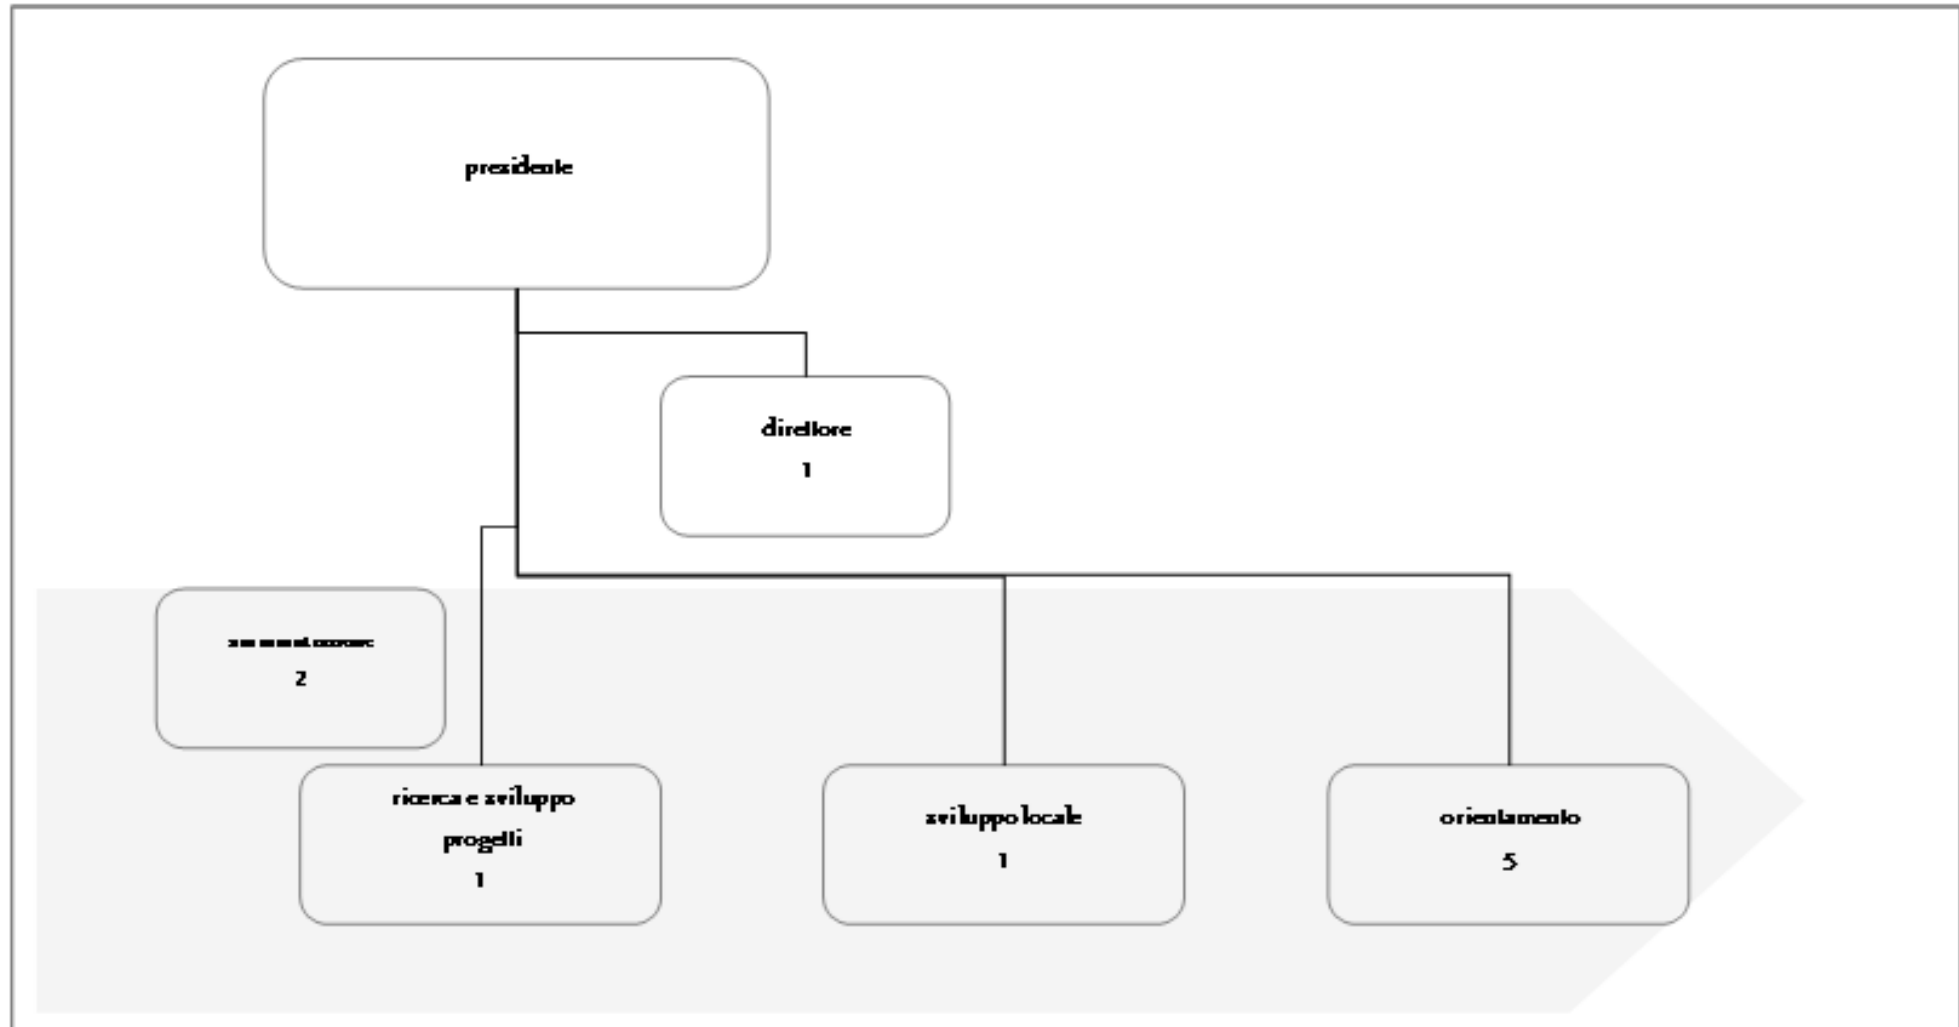 presidente
direttore
1
2
ricerca e sviluppo
progetti
1
sviluppo locale
1
orientamento
5